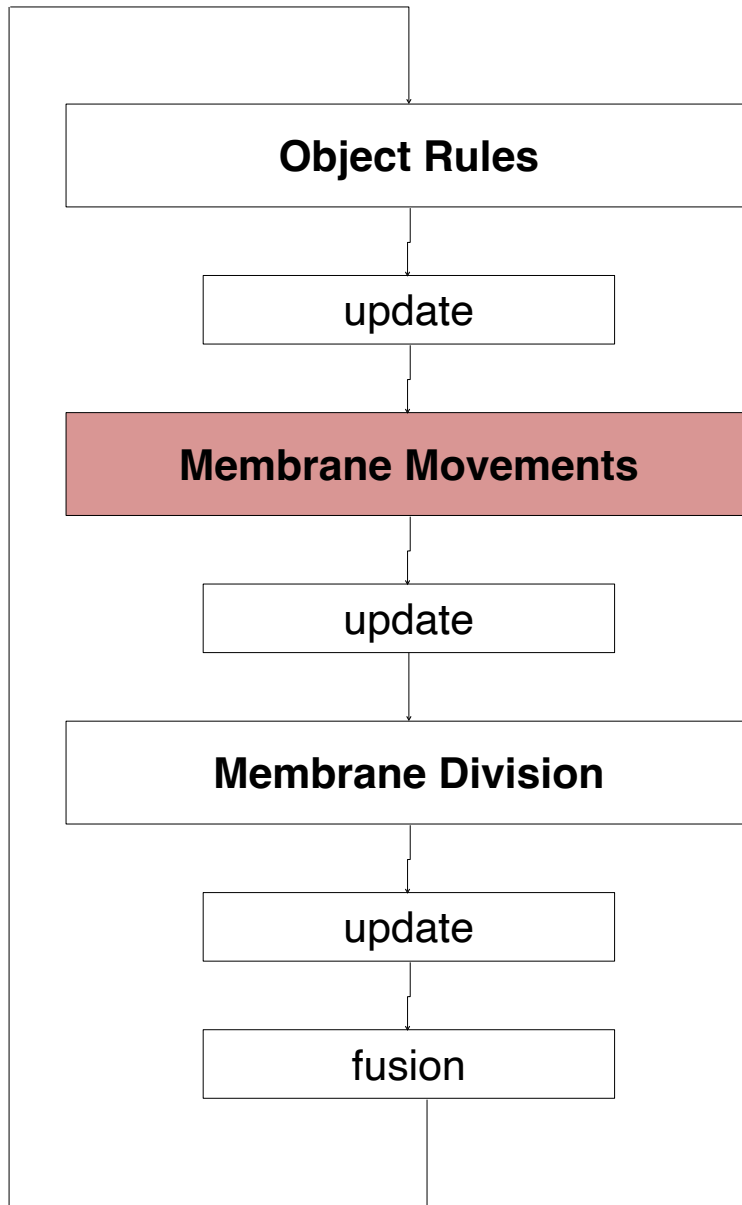 Object Rules
update
Membrane Movements
update
Membrane Division
update
fusion